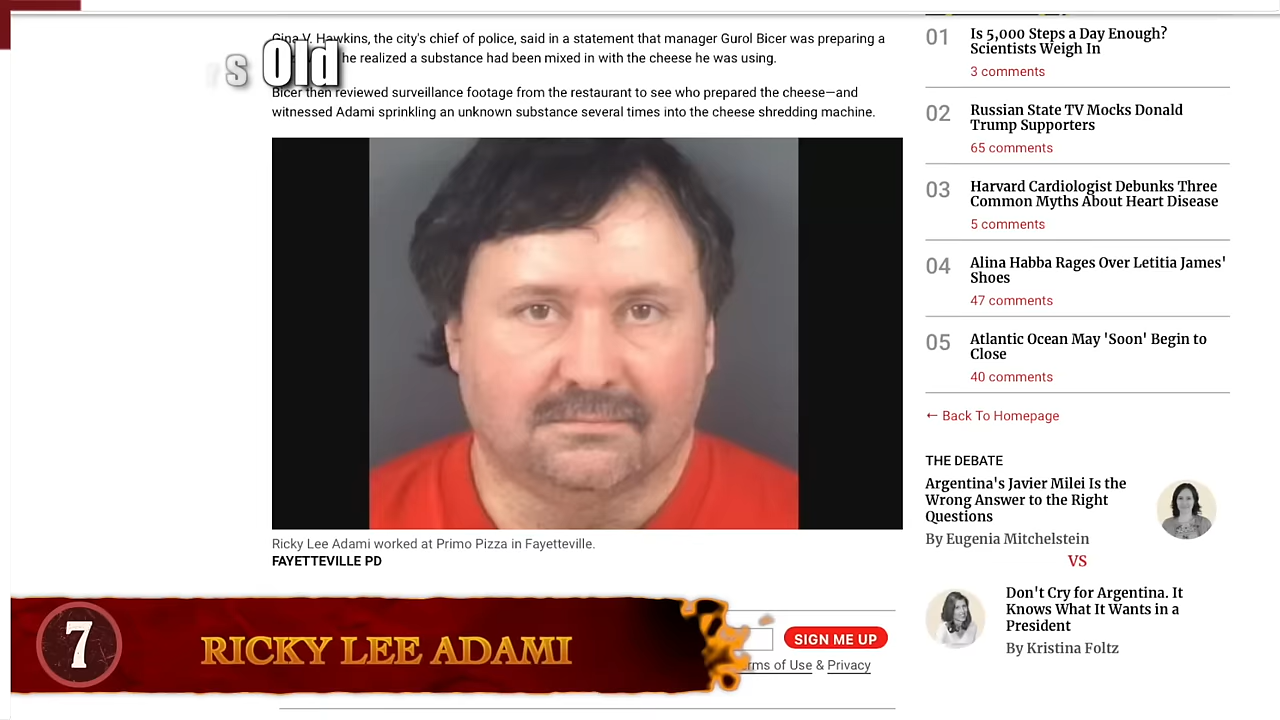 Gina V. Hawkins, the city's chief of police, said in a statement that manager Gurol Bicer was preparing a
he realized a substance had been mixed in with the cheese he was using.
s Old
Bicer then reviewed surveillance footage from the restaurant to see who prepared the cheese—and
witnessed Adami sprinkling an unknown substance several times into the cheese shredding machine.
Ricky Lee Adami worked at Primo Pizza in Fayetteville.
FAYETTEVILLE PD
7
RICKY LEE ADAMI
SIGN ME UP
rms of Use & Privacy
01
Is 5,000 Steps a Day Enough?
Scientists Weigh In
3 comments
02
Russian State TV Mocks Donald
Trump Supporters
65 comments
03
Harvard Cardiologist Debunks Three
Common Myths About Heart Disease
5 comments
04
Alina Habba Rages Over Letitia James'
Shoes
47 comments
05
Atlantic Ocean May 'Soon' Begin to
Close
40 comments
← Back To Homepage
THE DEBATE
Argentina's Javier Milei Is the
Wrong Answer to the Right
Questions
By Eugenia Mitchelstein
VS
Don't Cry for Argentina. It
Knows What It Wants in a
President
By Kristina Foltz